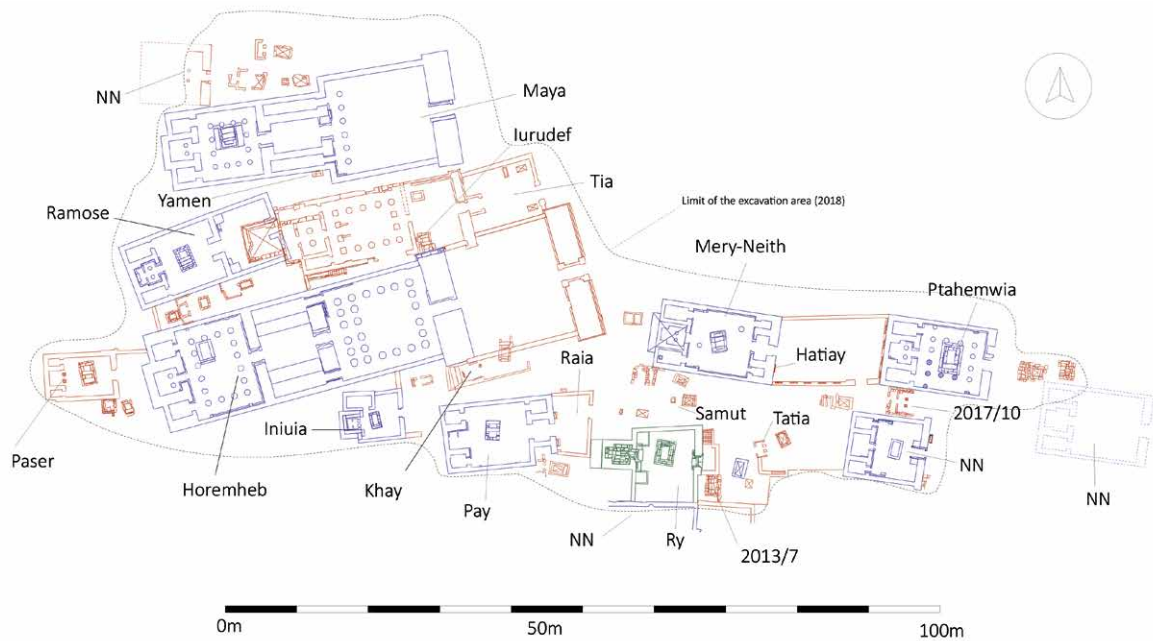 NN
Maya
Iurudef
Yamen
Tia
Ramose
Limit of the excavation area (2018)
Mery-Neith
Ptahemwia
Raia
Hatiay
Iniuia
Samut
Tatia
2017/10
Paser
NN
Horemheb
Khay
NN
Pay
NN
Ry
2013/7
0m
50m
100m